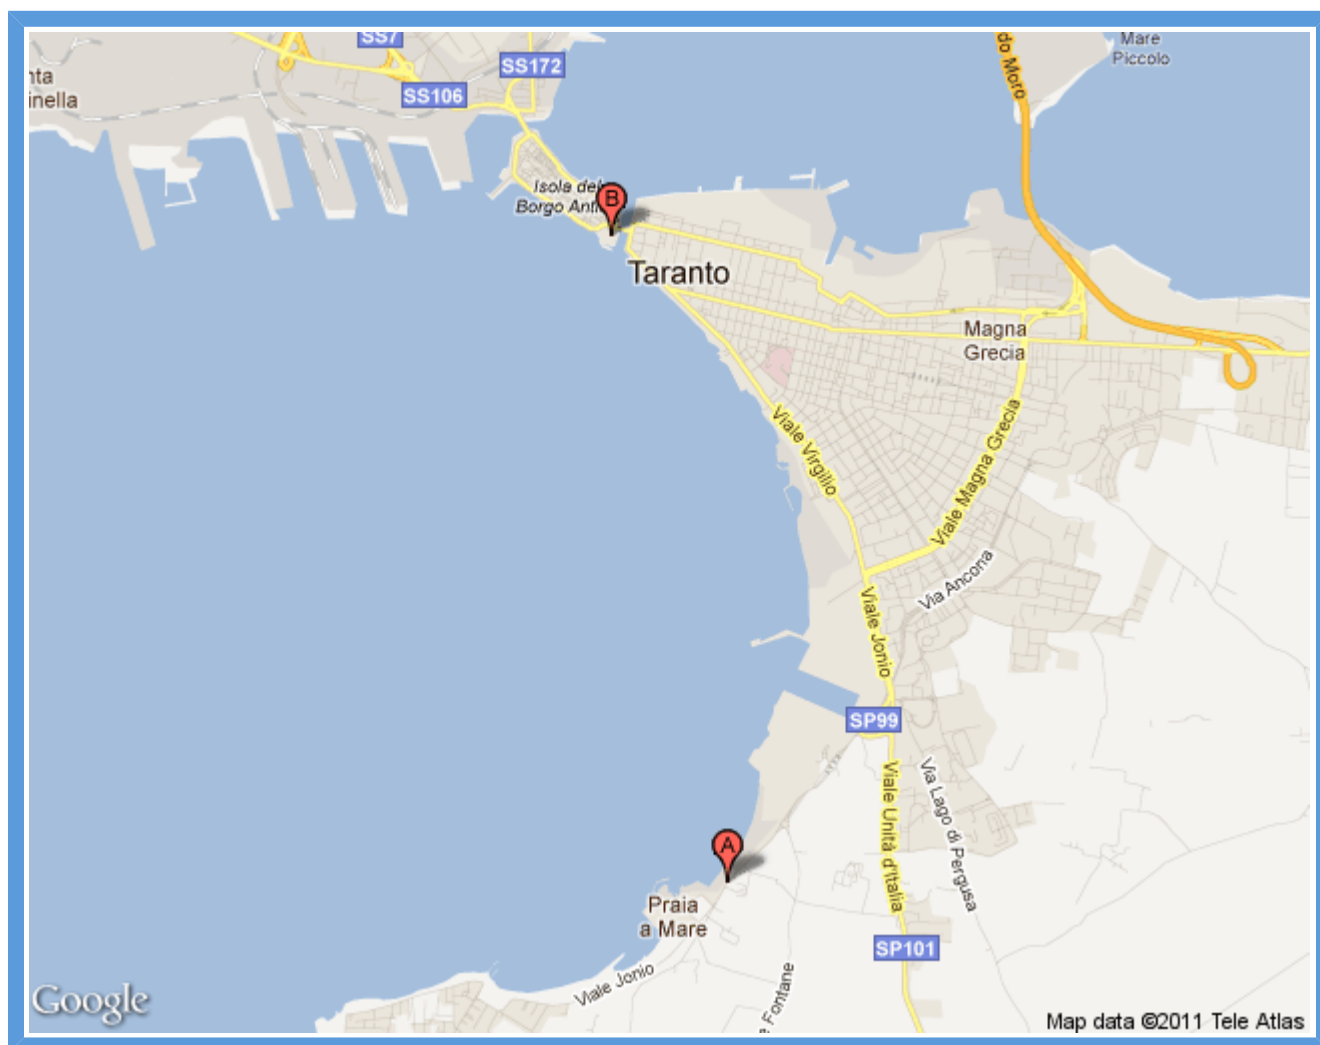 SS7
do Moro
Mare
Piccolo
SS172
nta
inella
SS106
Isola del
B
Borgo Anti
Taranto
Magna
Grecia
Viale Virgilio
Viale Magna Grecia
Via Ancona
Viale Jonio
SP99
Viale Unità d'Italia
Via Lago di Pergusa
A
Praia
a Mare
SP101
Viale Jonio
e Fontane
Google
Map data ©2011 Tele Atlas